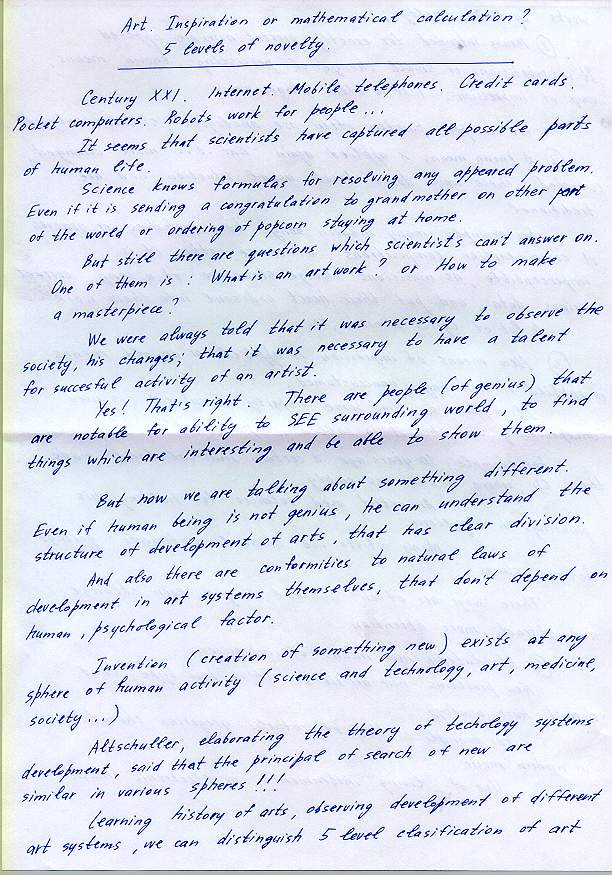 Art. Inspiration or mathematical calculation?
5 levels of novelty.
Century XXI. Internet. Mobile telephones. Credit cards.
Pocket computers. Robots work for people...
It seems that scientists have captured all possible parts
of human life.
Science knows formulas for resolving any appeared problem.
Even if it is sending a congratulation to grandmother on other part
of the world or ordering of popcorn staying at home.
But still there are questions which scientists can't answer on.
One of them is: What is an art work? or How to make
a masterpiece?
We were always told that it was necessary to observe the
society, his changes; that it was necessary to have a talent
for succesful activity of an artist.
Yes! That's right. There are people (of genius) that
are notable for ability to SEE surrounding world, to find
things which are interesting and be able to show them.
But now we are talking about something different.
Even if human being is not genius, he can understand the
structure of development of arts, that has clear division.
And also there are conformities to natural laws of
development in art systems themselves, that don't depend on
human, psychological factor.
Invention (creation of something new) exists at any
sphere of human activity (science and technology, art, medicine,
society...)
Altschuller, elaborating the theory of techology systems
development, said that the principal of search of new are
similar in various spheres!!!
Learning history of arts, observing development of different
art systems, we can distinguish 5 level clasification of art